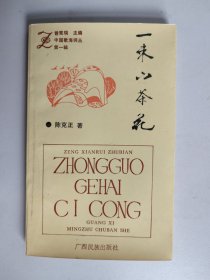 曾宪瑞 主编
中国歌海词丛
第一辑
一束山茶花
● 陈克正 著
ZENG XIANRUI ZHUBIAN
ZHONGGUO
GEHAI
CI CONG
GUANG XI
MINGZHU CHUBAN SHE
广西民族出版社